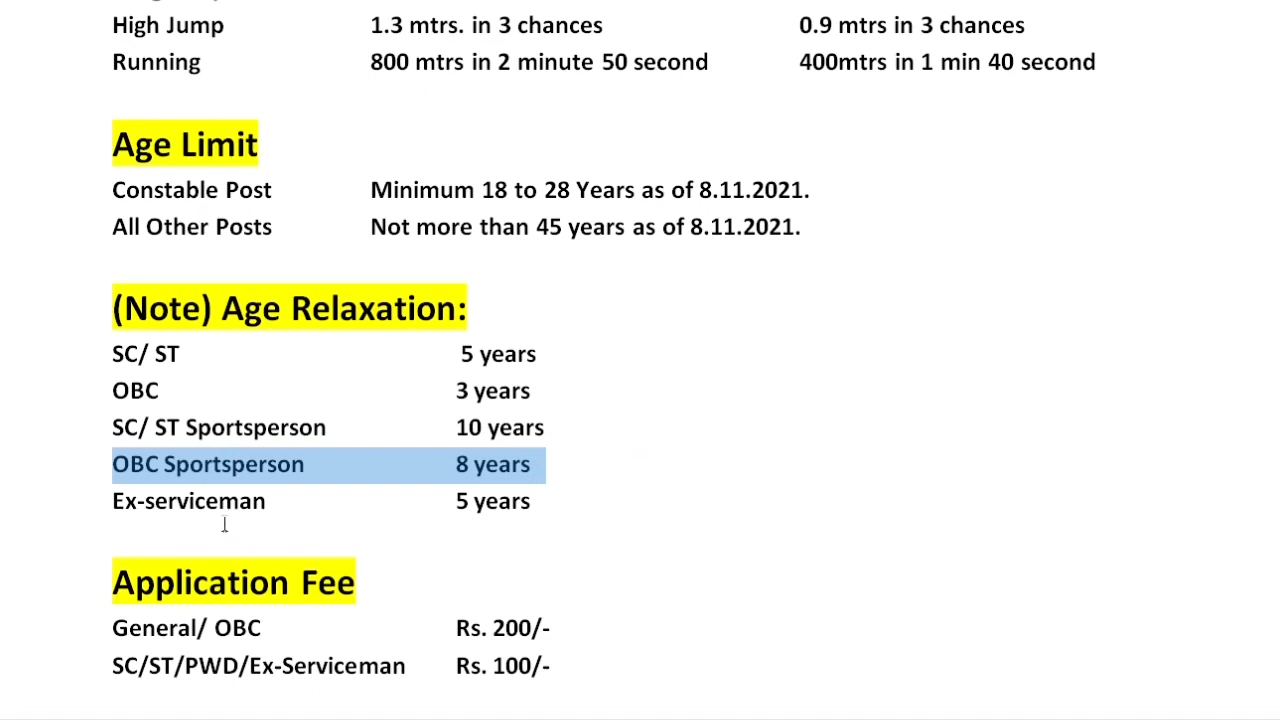 High Jump 1.3 mtrs. in 3 chances 0.9 mtrs in 3 chances
Running 800 mtrs in 2 minute 50 second 400mtrs in 1 min 40 second
Age Limit
Constable Post Minimum 18 to 28 Years as of 8.11.2021.
All Other Posts Not more than 45 years as of 8.11.2021.
(Note) Age Relaxation:
SC/ ST 5 years
OBC 3 years
SC/ ST Sportsperson 10 years
OBC Sportsperson 8 years
Ex-serviceman 5 years
Application Fee
General/ OBC Rs. 200/-
SC/ST/PWD/Ex-Serviceman Rs. 100/-